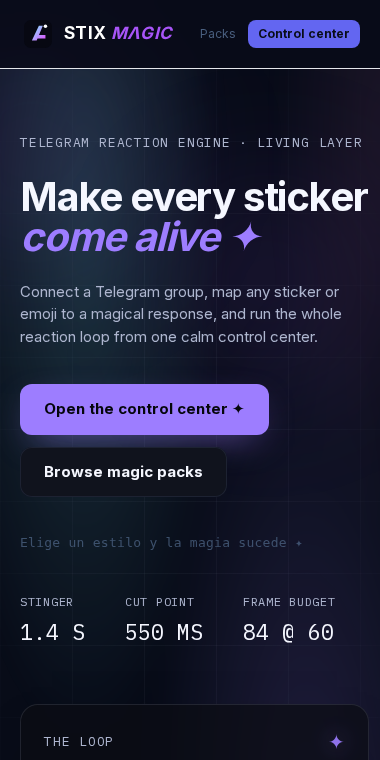 STIX MΛGIC
Packs
Control center
TELEGRAM REACTION ENGINE · LIVING LAYER
Make every sticker
come alive ✦
Connect a Telegram group, map any sticker or
emoji to a magical response, and run the whole
reaction loop from one calm control center.
Open the control center ✦
Browse magic packs
Elige un estilo y la magia sucede ✦
STINGER CUT POINT FRAME BUDGET
1.4 S 550 MS 84 @ 60
THE LOOP ✦